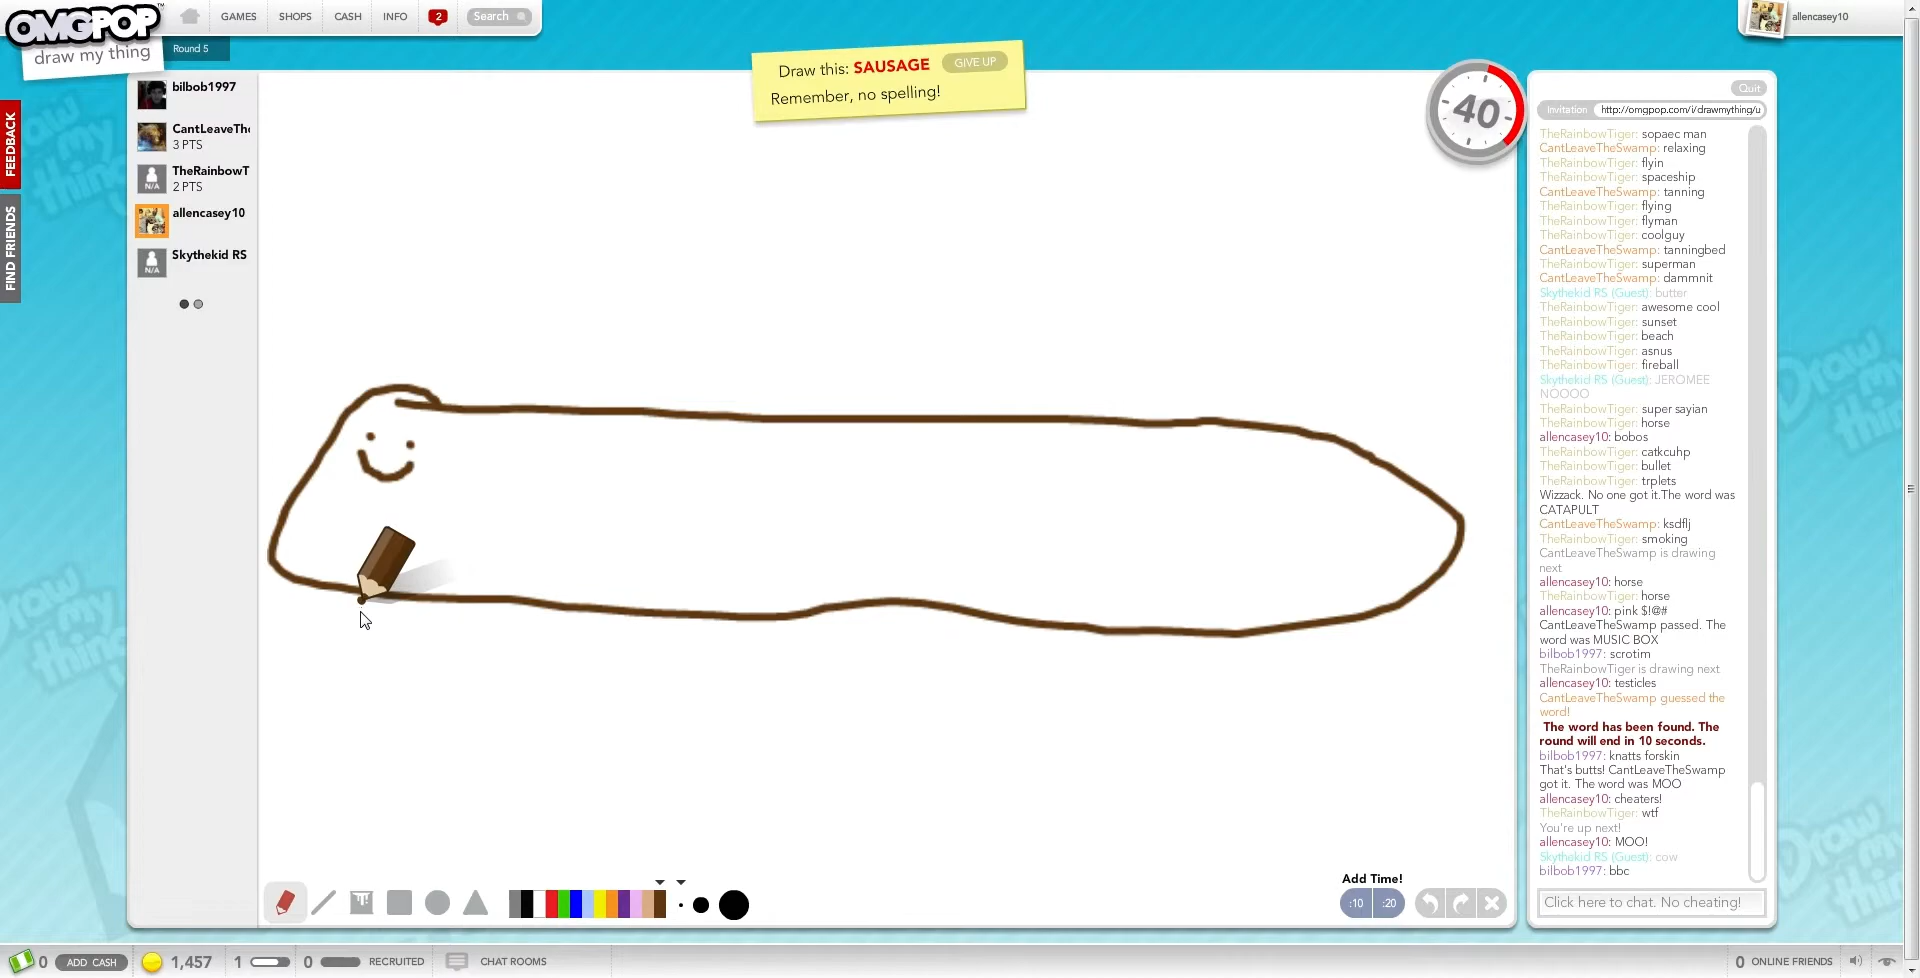 OMGPOP
draw my thing
GAMES
SHOPS
CASH
INFO
2
Search
allencasey10
Round 5
FEEDBACK
FIND FRIENDS
bilbob1997
CantLeaveThe
3 PTS
TheRainbowT
2 PTS
allencasey10
Skythekid RS
N/A
N/A
Draw this: SAUSAGE
GIVE UP
Remember, no spelling!
40
Quit
Invitation
http://omgpop.com/i/drawmything/u
TheRainbowTiger: sopaec man
CantLeaveTheSwamp: relaxing
TheRainbowTiger: flyin
TheRainbowTiger: spaceship
CantLeaveTheSwamp: tanning
TheRainbowTiger: flying
TheRainbowTiger: flyman
TheRainbowTiger: coolguy
CantLeaveTheSwamp: tanningbed
TheRainbowTiger: superman
CantLeaveTheSwamp: dammnit
Skythekid RS (Guest): butter
TheRainbowTiger: awesome cool
TheRainbowTiger: sunset
TheRainbowTiger: beach
TheRainbowTiger: asnus
TheRainbowTiger: fireball
Skythekid RS (Guest): JEROMEE
NOOOO
TheRainbowTiger: super sayian
TheRainbowTiger: horse
allencasey10: bobos
TheRainbowTiger: catkcuhp
TheRainbowTiger: bullet
TheRainbowTiger: trplets
Wizzack. No one got it.The word was
CATAPULT
CantLeaveTheSwamp: ksdflj
TheRainbowTiger: smoking
CantLeaveTheSwamp is drawing
next
allencasey10: horse
TheRainbowTiger: horse
allencasey10: pink $!@#
CantLeaveTheSwamp passed. The
word was MUSIC BOX
bilbob1997: scrotim
TheRainbowTiger is drawing next
allencasey10: testicles
CantLeaveTheSwamp guessed the
word!
The word has been found. The
round will end in 10 seconds.
bilbob1997: knatts forskin
That's butts! CantLeaveTheSwamp
got it. The word was MOO
allencasey10: cheaters!
TheRainbowTiger: wtf
You're up next!
allencasey10: MOO!
Skythekid RS (Guest): cow
bilbob1997: bbc
Click here to chat. No cheating!
Add Time!
:10
:20
0
ADD CASH
1,457
1
0
RECRUITED
CHAT ROOMS
0 ONLINE FRIENDS